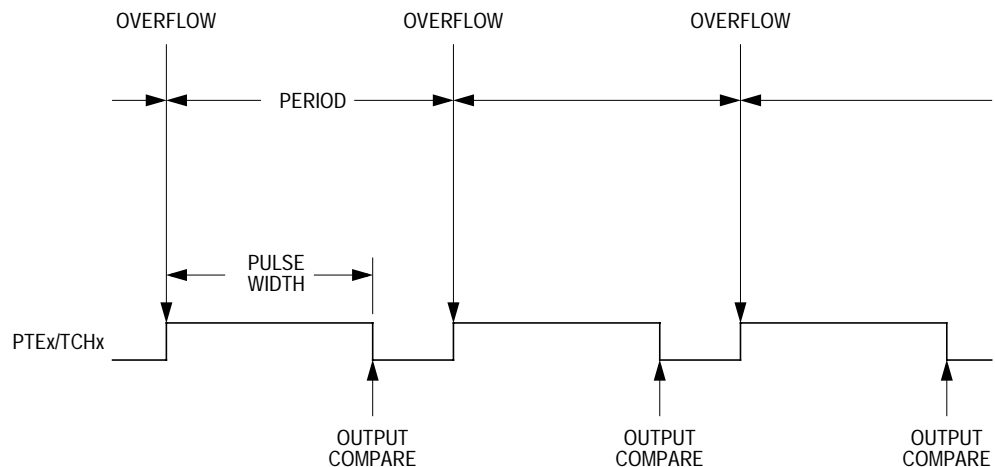 OVERFLOW
OVERFLOW
OVERFLOW
PERIOD
PULSE
WIDTH
PTEx/TCHx
OUTPUT
COMPARE
OUTPUT
COMPARE
OUTPUT
COMPARE